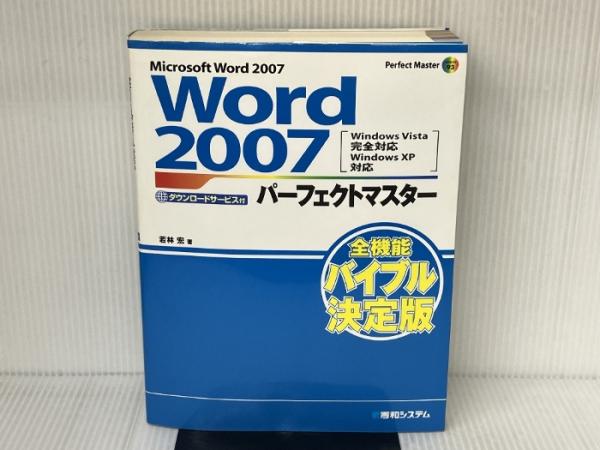 Microsoft Word 2007
Perfect Master 93
Word
2007
Windows Vista
完全対応
Windows XP
対応
ダウンロードサービス付
パーフェクトマスター
若林 宏 著
全機能
バイブル
決定版
秀和システム